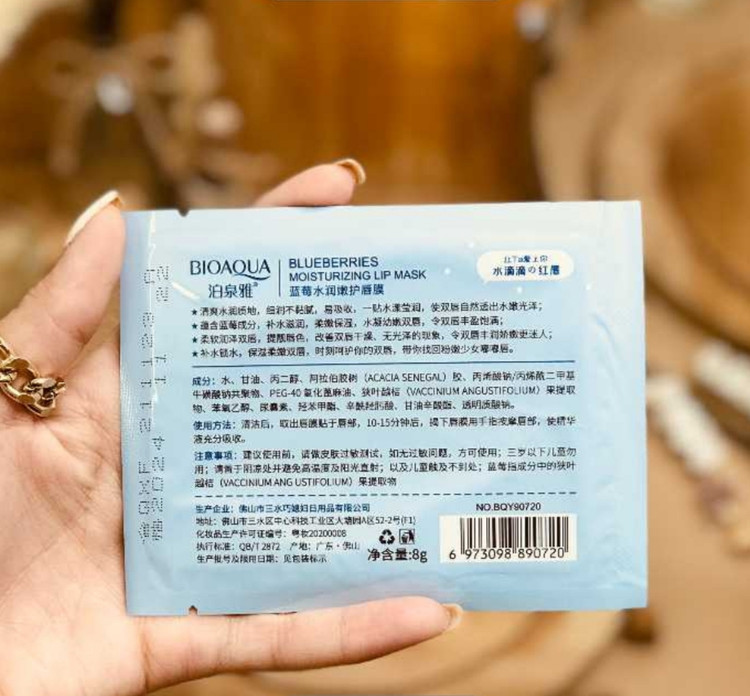 BIOAQUA
泊泉雅
BLUEBERRIES
MOISTURIZING LIP MASK
蓝莓水润嫩护唇膜
让Ta爱上你
水滴滴の红唇
★清爽水润质地，细润不黏腻，易吸收，一贴水漾莹润，使双唇自然透出水嫩光泽；
★蕴含蓝莓成分，补水滋润，柔嫩保湿，水凝幼嫩双唇，令双唇丰盈饱满；
★柔软润泽双唇，提靓唇色，改善双唇干燥、无光泽的现象，令双唇丰润娇嫩更迷人；
★补水锁水，保湿柔嫩双唇，时刻呵护你的双唇，带你找回粉嫩少女嘟嘟唇。
成分：水、甘油、丙二醇、阿拉伯胶树（ACACIA SENEGAL）胶、丙烯酸钠/丙烯酰二甲基
牛磺酸钠共聚物、PEG-40 氢化蓖麻油、狭叶越桔（VACCINIUM ANGUSTIFOLIUM）果提取
物、苯氧乙醇、尿囊素、羟苯甲酯、辛酰羟肟酸、甘油辛酸酯、透明质酸钠。
使用方法：清洁后，取出唇膜贴于唇部，10-15分钟后，揭下唇膜用手指按摩唇部，使精华
液充分吸收。
注意事项：建议使用前，请做皮肤过敏测试，如无过敏问题，方可使用；三岁以下儿童勿
用；请置于阴凉处并避免高温度及阳光直射；以及儿童触及不到处；蓝莓指成分中的狭叶
越桔（VACCINIUM ANG USTIFOLIUM）果提取物
生产企业：佛山市三水巧媳妇日用品有限公司
地址：佛山市三水区中心科技工业区大塘园A区52-2号(F1)
化妆品生产许可证编号：粤妆20200008
执行标准：QB/T 2872 产地：广东·佛山
生产批号及限用日期：见包装标示
净含量:8g
NO.BQY90720
6 973098 890720